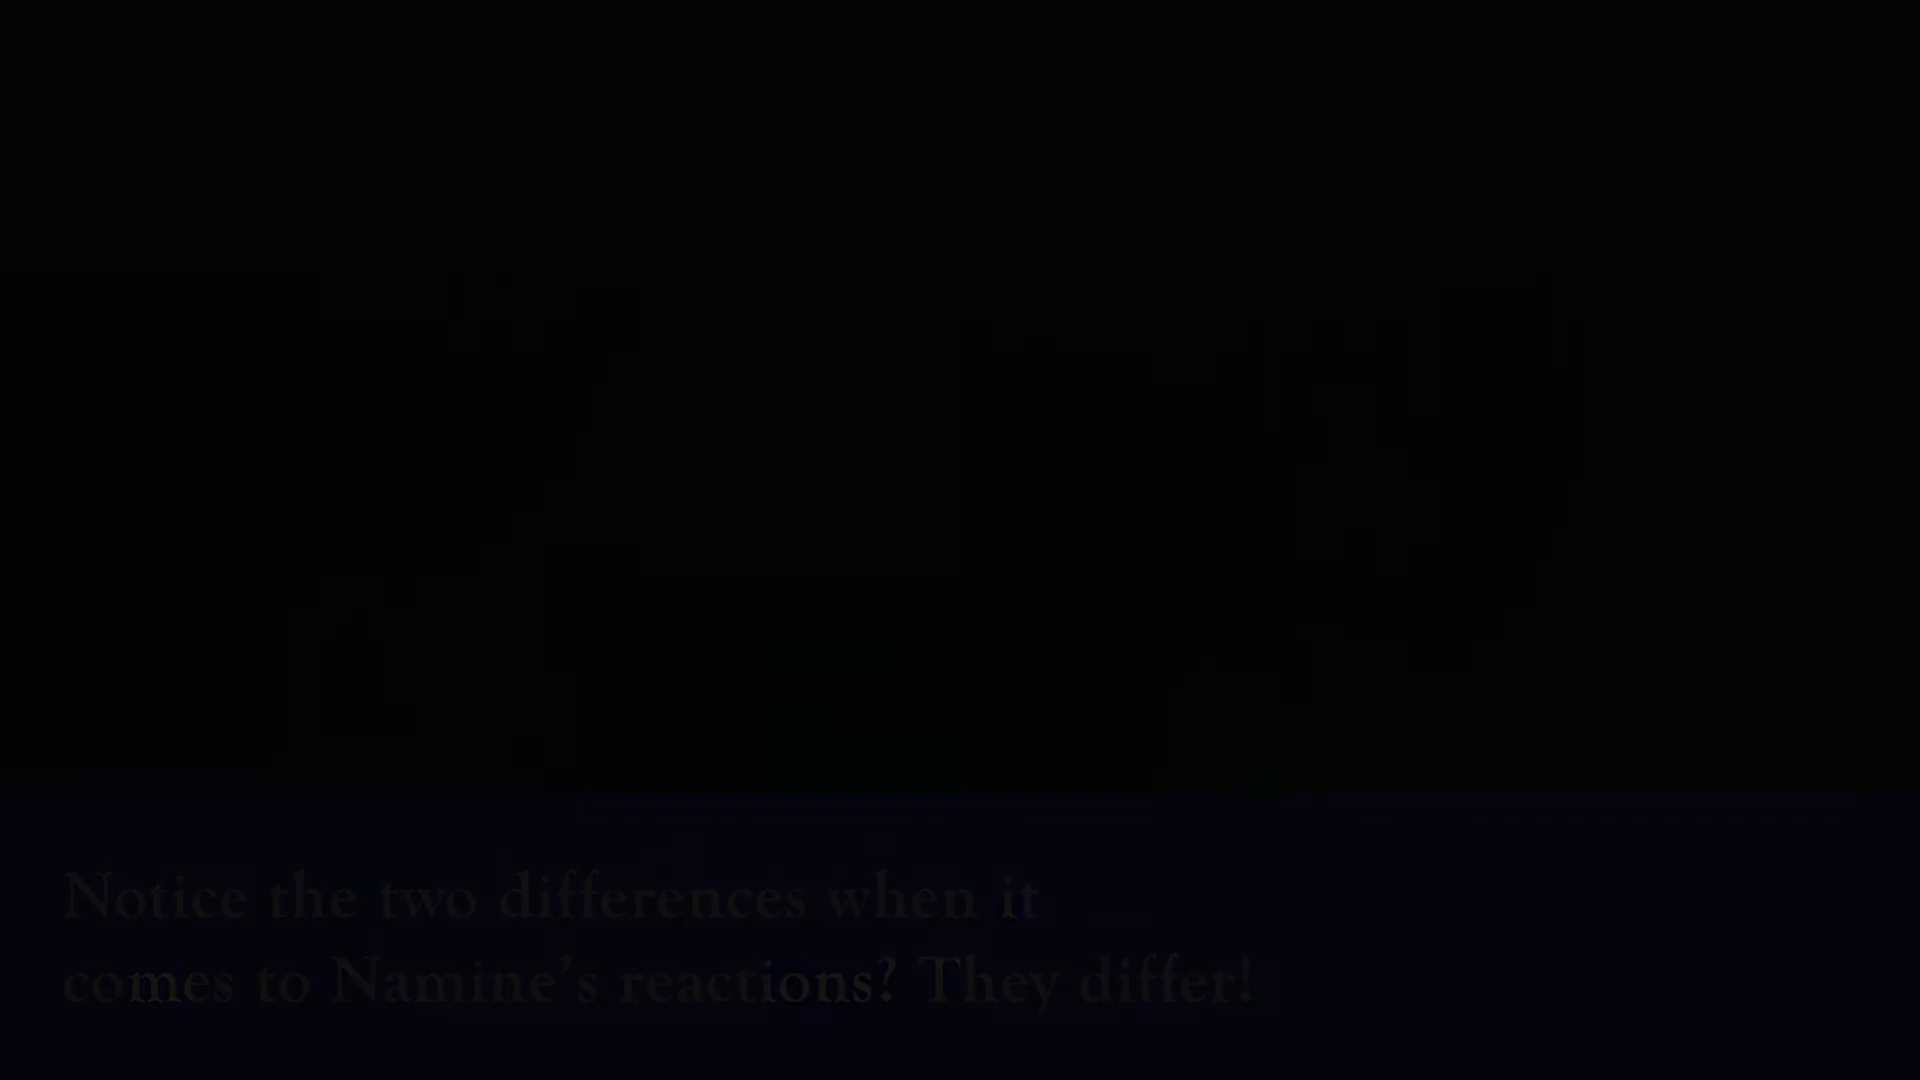 Notice the two differences when it
comes to Namine's reactions? They differ!